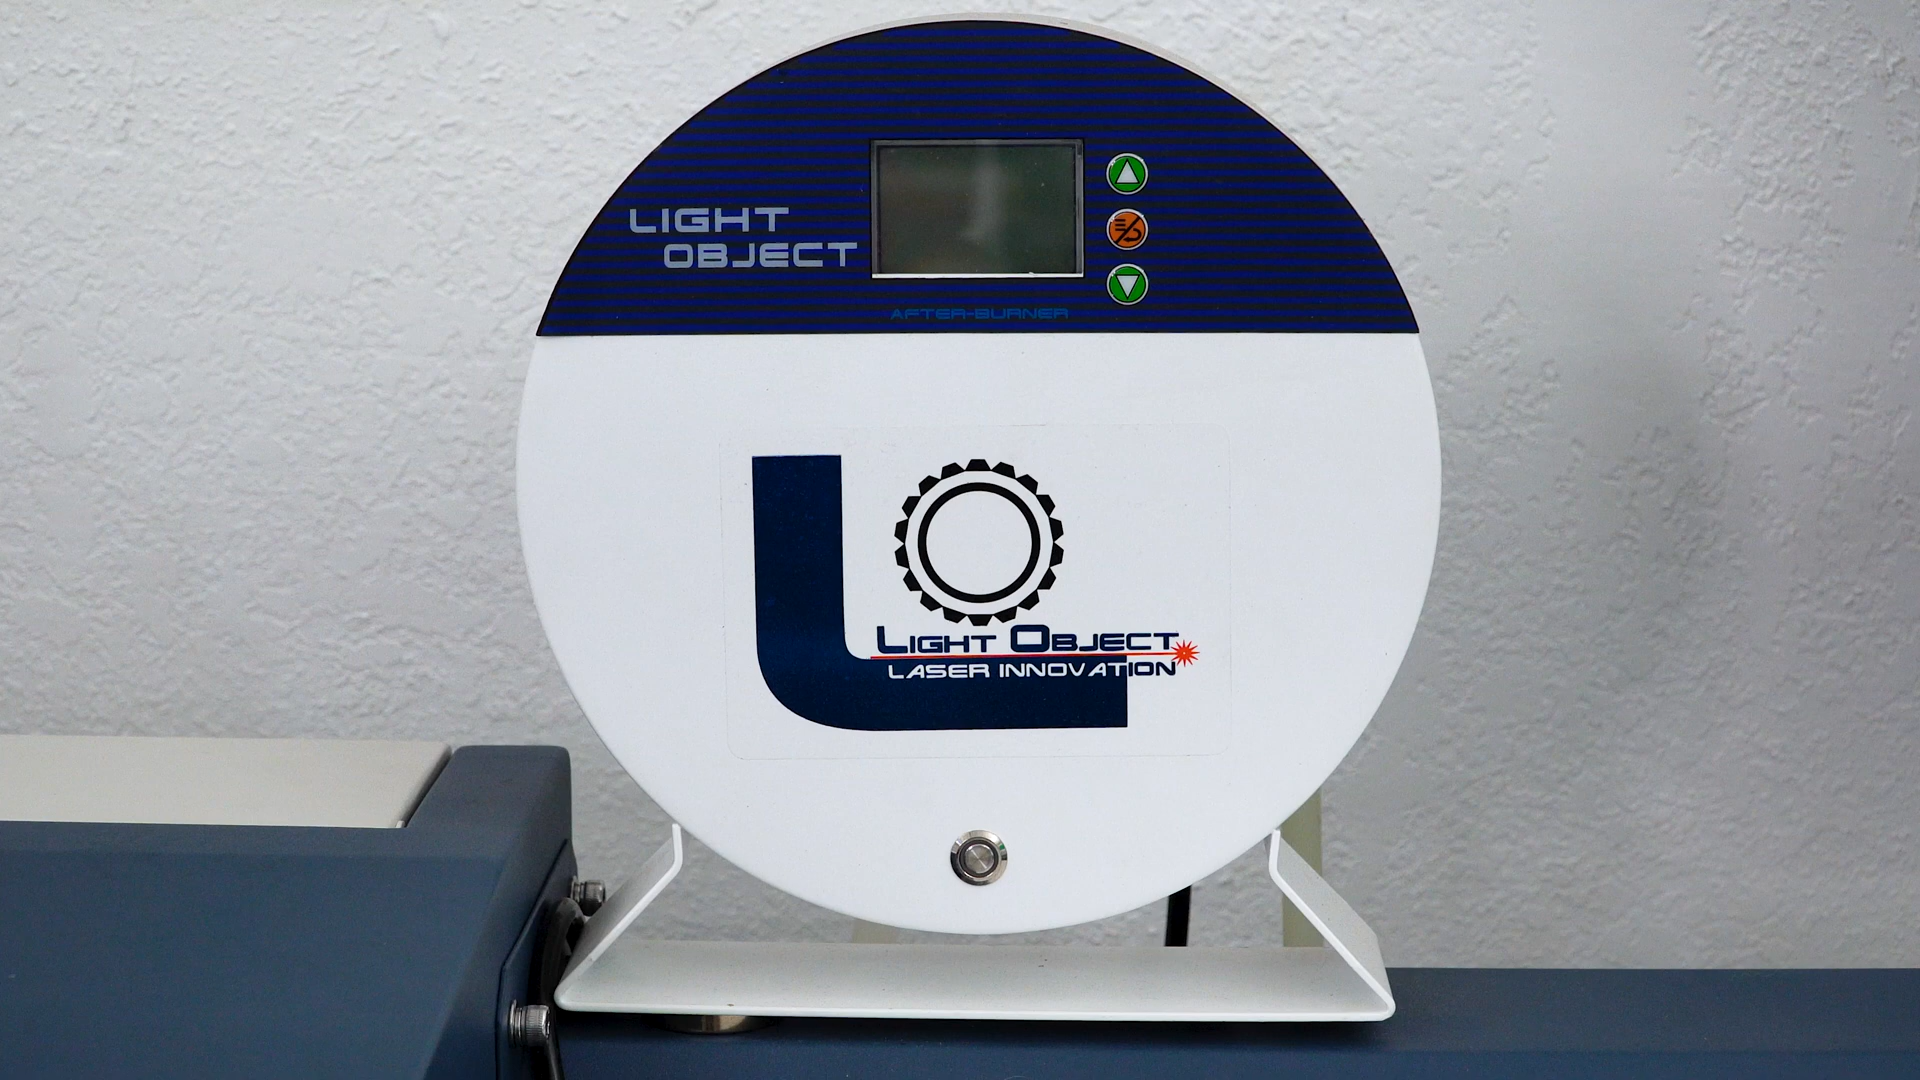 LIGHT
OBJECT
AFTER-BURNER
LIGHT OBJECT
LASER INNOVATION